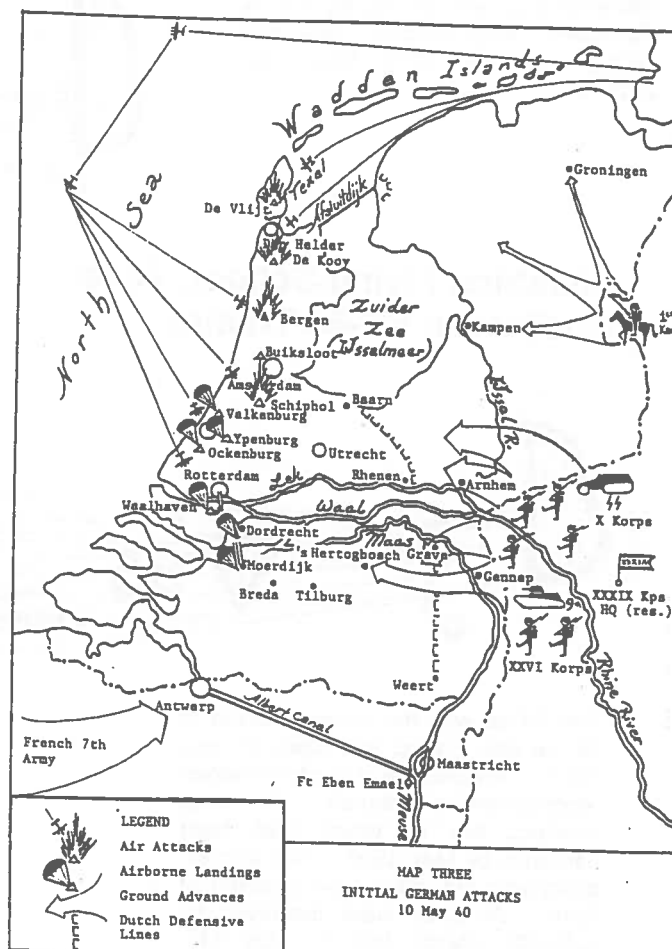 Wadden Islands
North Sea
Groningen
Texel
De Vlijt
Afsluitdijk
Den Helder
De Kooy
Bergen
Zuider
Zee
(IJsselmeer)
Kampen
Buiksloot
Amsterdam
Schiphol
Baarn
IJssel R.
Valkenburg
Ypenburg
Ockenburg
Utrecht
Rotterdam
Lek
Rhenen
Arnhem
Waalhaven
Waal
X Korps
Dordrecht
Maas
's Hertogbosch
Grave
Moerdijk
Gennep
XXXIX
Breda
Tilburg
9
XXXIX Kps
HQ (res.)
XXVI Korps
Weert
Rhine River
Antwerp
Albert Canal
French 7th
Army
Maastricht
Ft Eben Emael
Meuse
LEGEND
Air Attacks
Airborne Landings
Ground Advances
Dutch Defensive
Lines
MAP THREE
INITIAL GERMAN ATTACKS
10 May 40